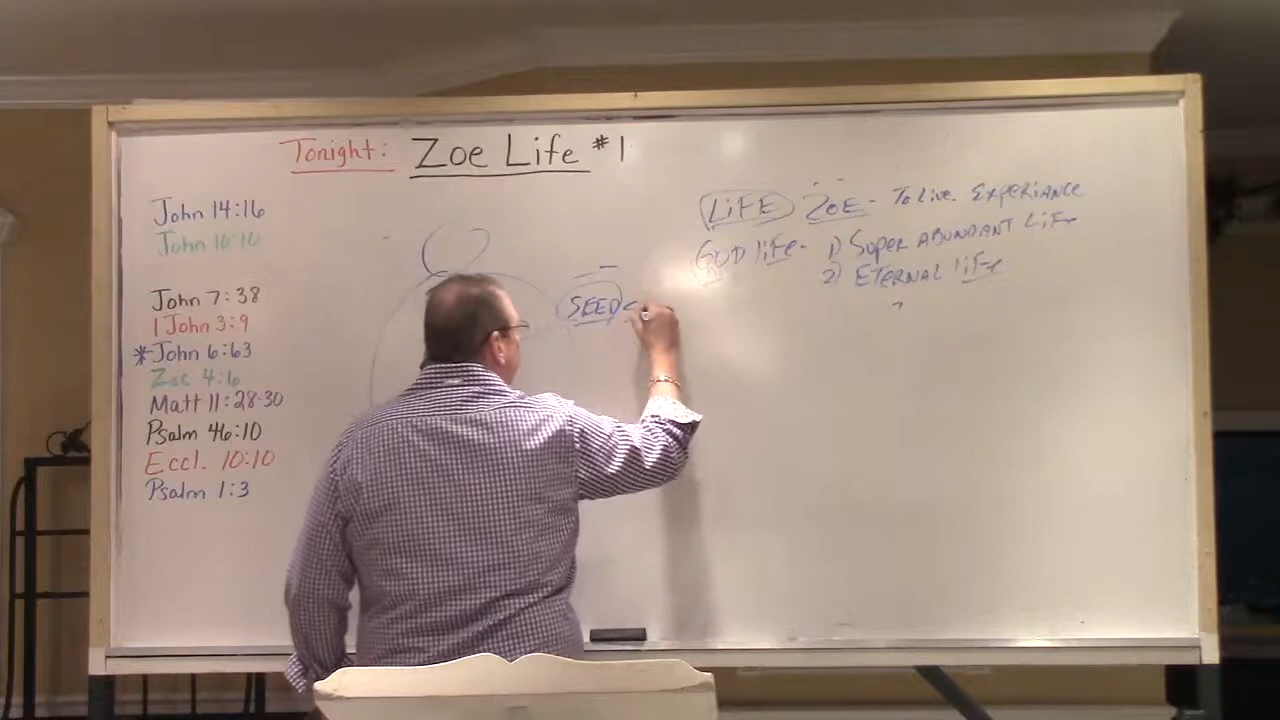 Tonight: Zoe Life #1
John 14:16
John 10:10
John 7:38
1 John 3:9
*John 6:63
Zec 4:6
Matt 11:28-30
Psalm 46:10
Eccl. 10:10
Psalm 1:3
SEED
LiFE ZOE - To Live Experiance
GOD life - 1) Super ABUNDANT Life
2) ETERNAL life